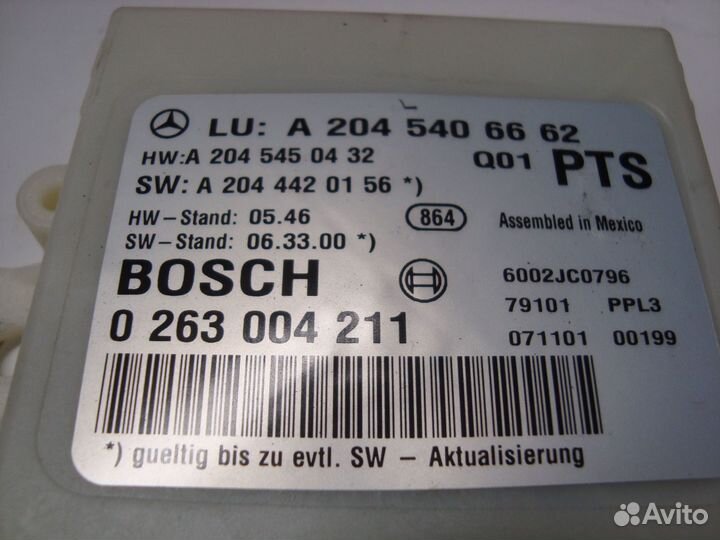 LU: A 204 540 66 62
HW:A 204 545 04 32 Q01 PTS
SW: A 204 442 01 56 *)
HW-Stand: 05.46 864 Assembled in Mexico
SW-Stand: 06.33.00 *)
BOSCH 6002JC0796
79101 PPL3
0 263 004 211 071101 00199
*) gueltig bis zu evtl. SW - Aktualisierung
Avito